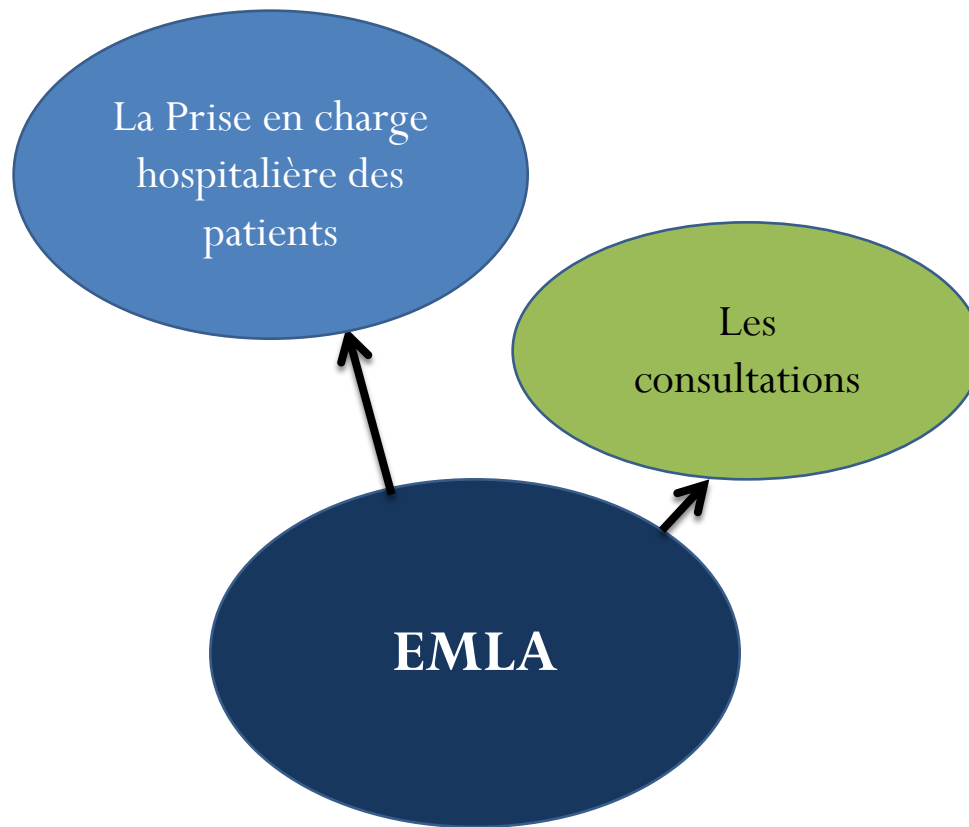 La Prise en charge
hospitalière des
patients
Les
consultations
EMLA